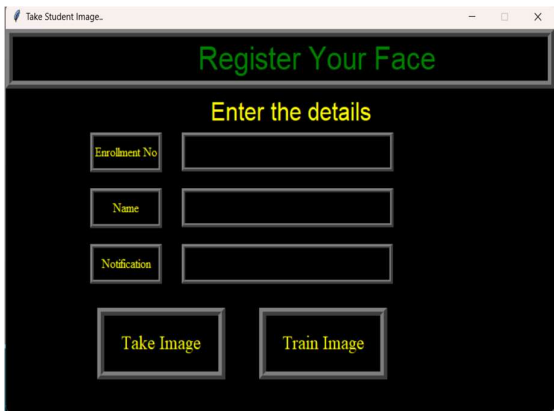 Take Student Image..
Register Your Face
Enter the details
Enrollment No
Name
Notification
Take Image Train Image